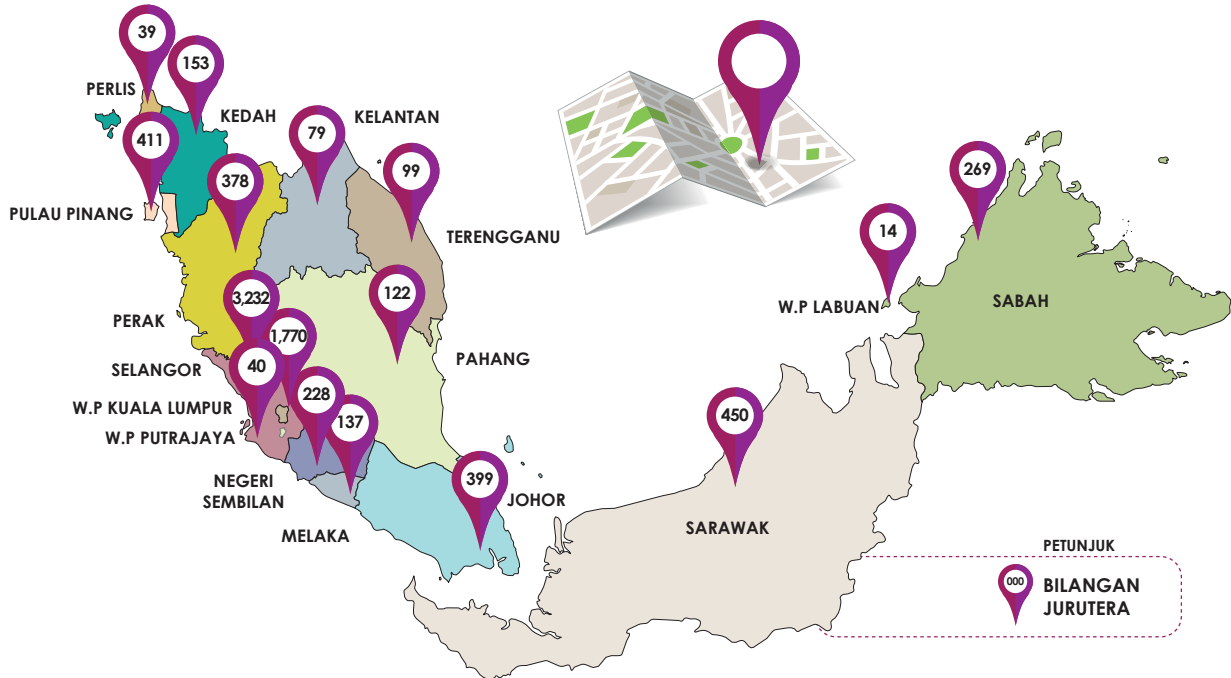 39
153
PERLIS
KEDAH
KELANTAN
411
79
378
99
269
PULAU PINANG
TERENGGANU
14
3,232
122
W.P LABUAN
SABAH
PERAK
1,770
PAHANG
SELANGOR
40
228
W.P KUALA LUMPUR
137
450
W.P PUTRAJAYA
NEGERI
SEMBILAN
399
JOHOR
MELAKA
SARAWAK
PETUNJUK
000
BILANGAN
JURUTERA